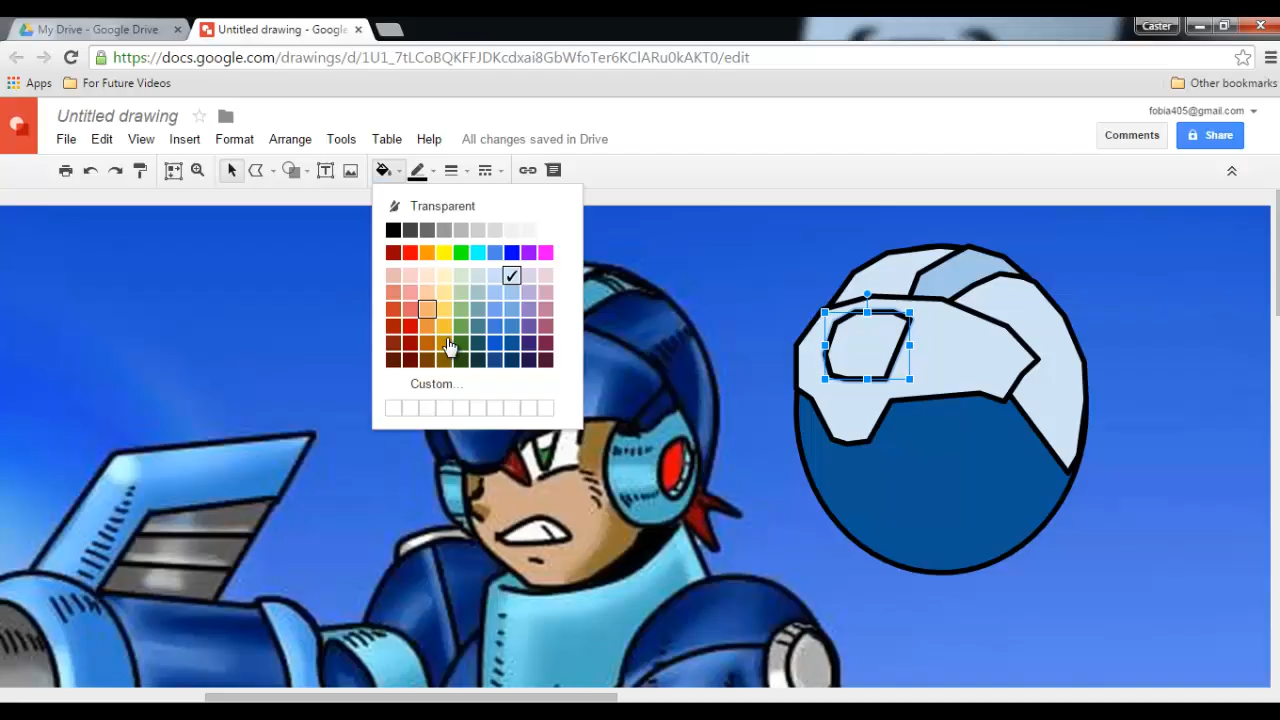 My Drive - Google Drive
Untitled drawing - Google
Caster
https://docs.google.com/drawings/d/1U1_7tLCoBQKFFJDKcdxai8GbWfoTer6KClARu0kAKT0/edit
Apps
For Future Videos
Other bookmarks
Untitled drawing
fobia405@gmail.com
File Edit View Insert Format Arrange Tools Table Help All changes saved in Drive
Comments
Share
Transparent
Custom...